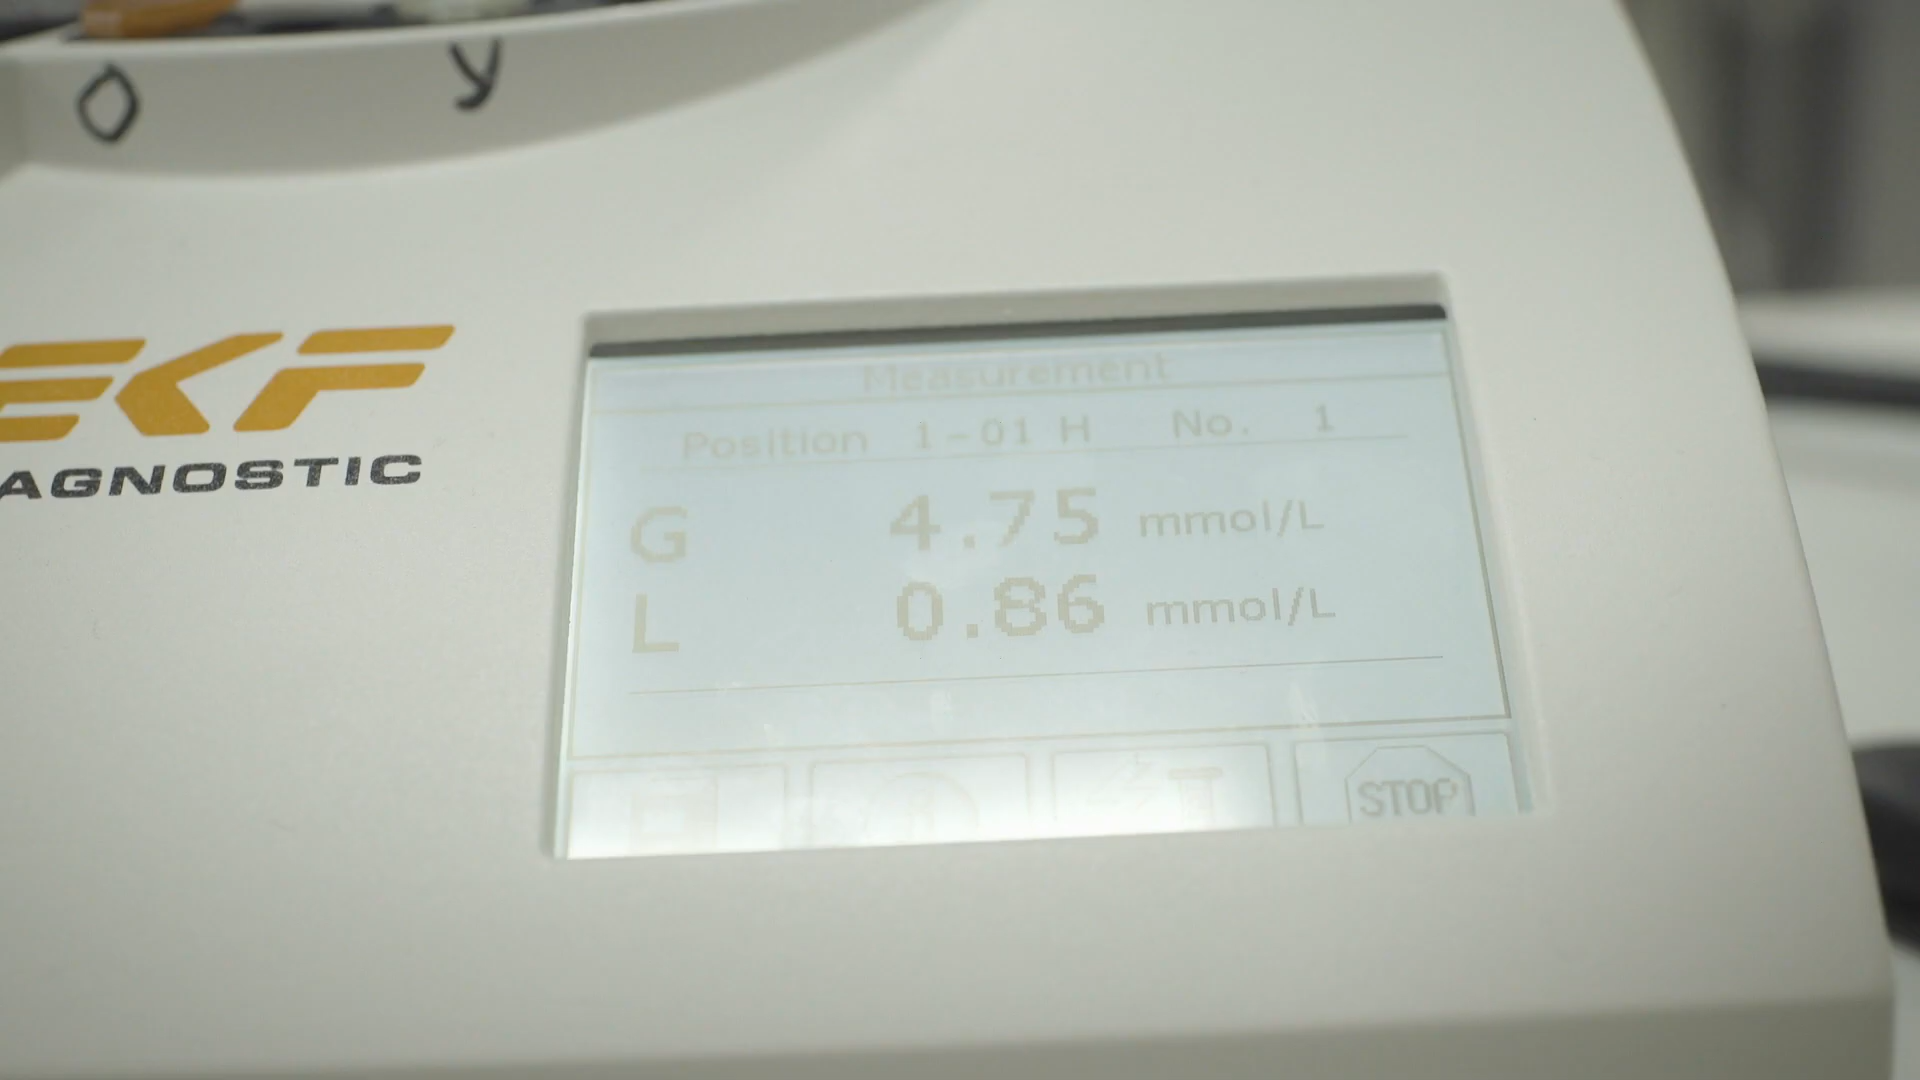 O
y
EKF
AGNOSTIC
Measurement
Position 1-01 H No. 1
G 4.75 mmol/L
L 0.86 mmol/L
STOP